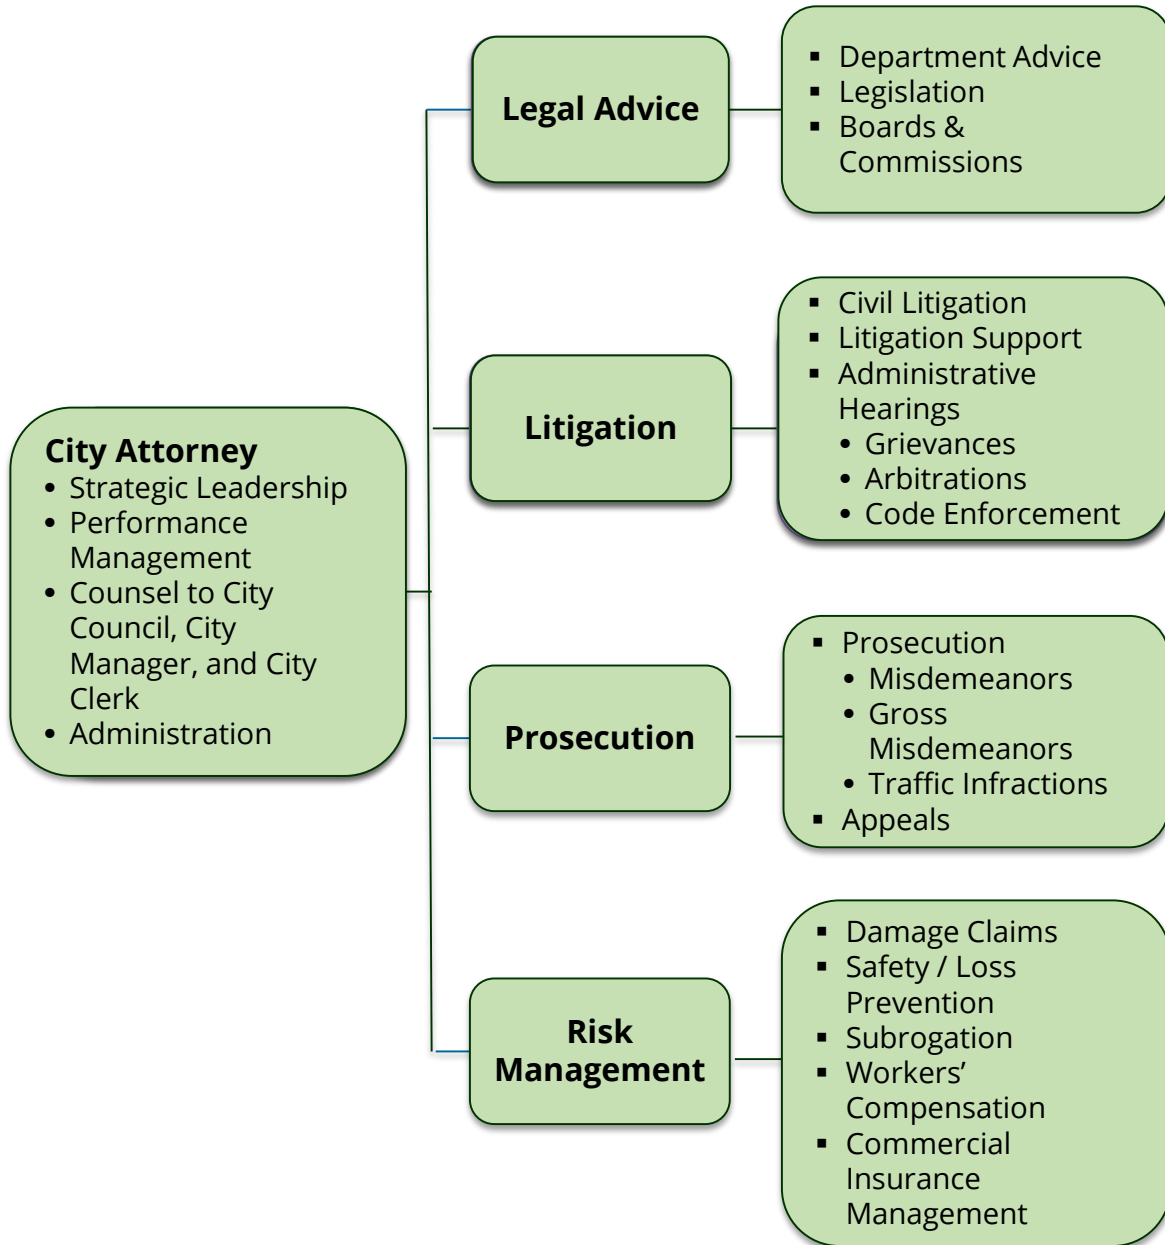 City Attorney
• Strategic Leadership
• Performance
Management
• Counsel to City
Council, City
Manager, and City
Clerk
• Administration
Legal Advice
▪ Department Advice
▪ Legislation
▪ Boards &
Commissions
Litigation
▪ Civil Litigation
▪ Litigation Support
▪ Administrative
Hearings
• Grievances
• Arbitrations
• Code Enforcement
Prosecution
▪ Prosecution
• Misdemeanors
• Gross
Misdemeanors
• Traffic Infractions
▪ Appeals
Risk
Management
▪ Damage Claims
▪ Safety / Loss
Prevention
▪ Subrogation
▪ Workers’
Compensation
▪ Commercial
Insurance
Management